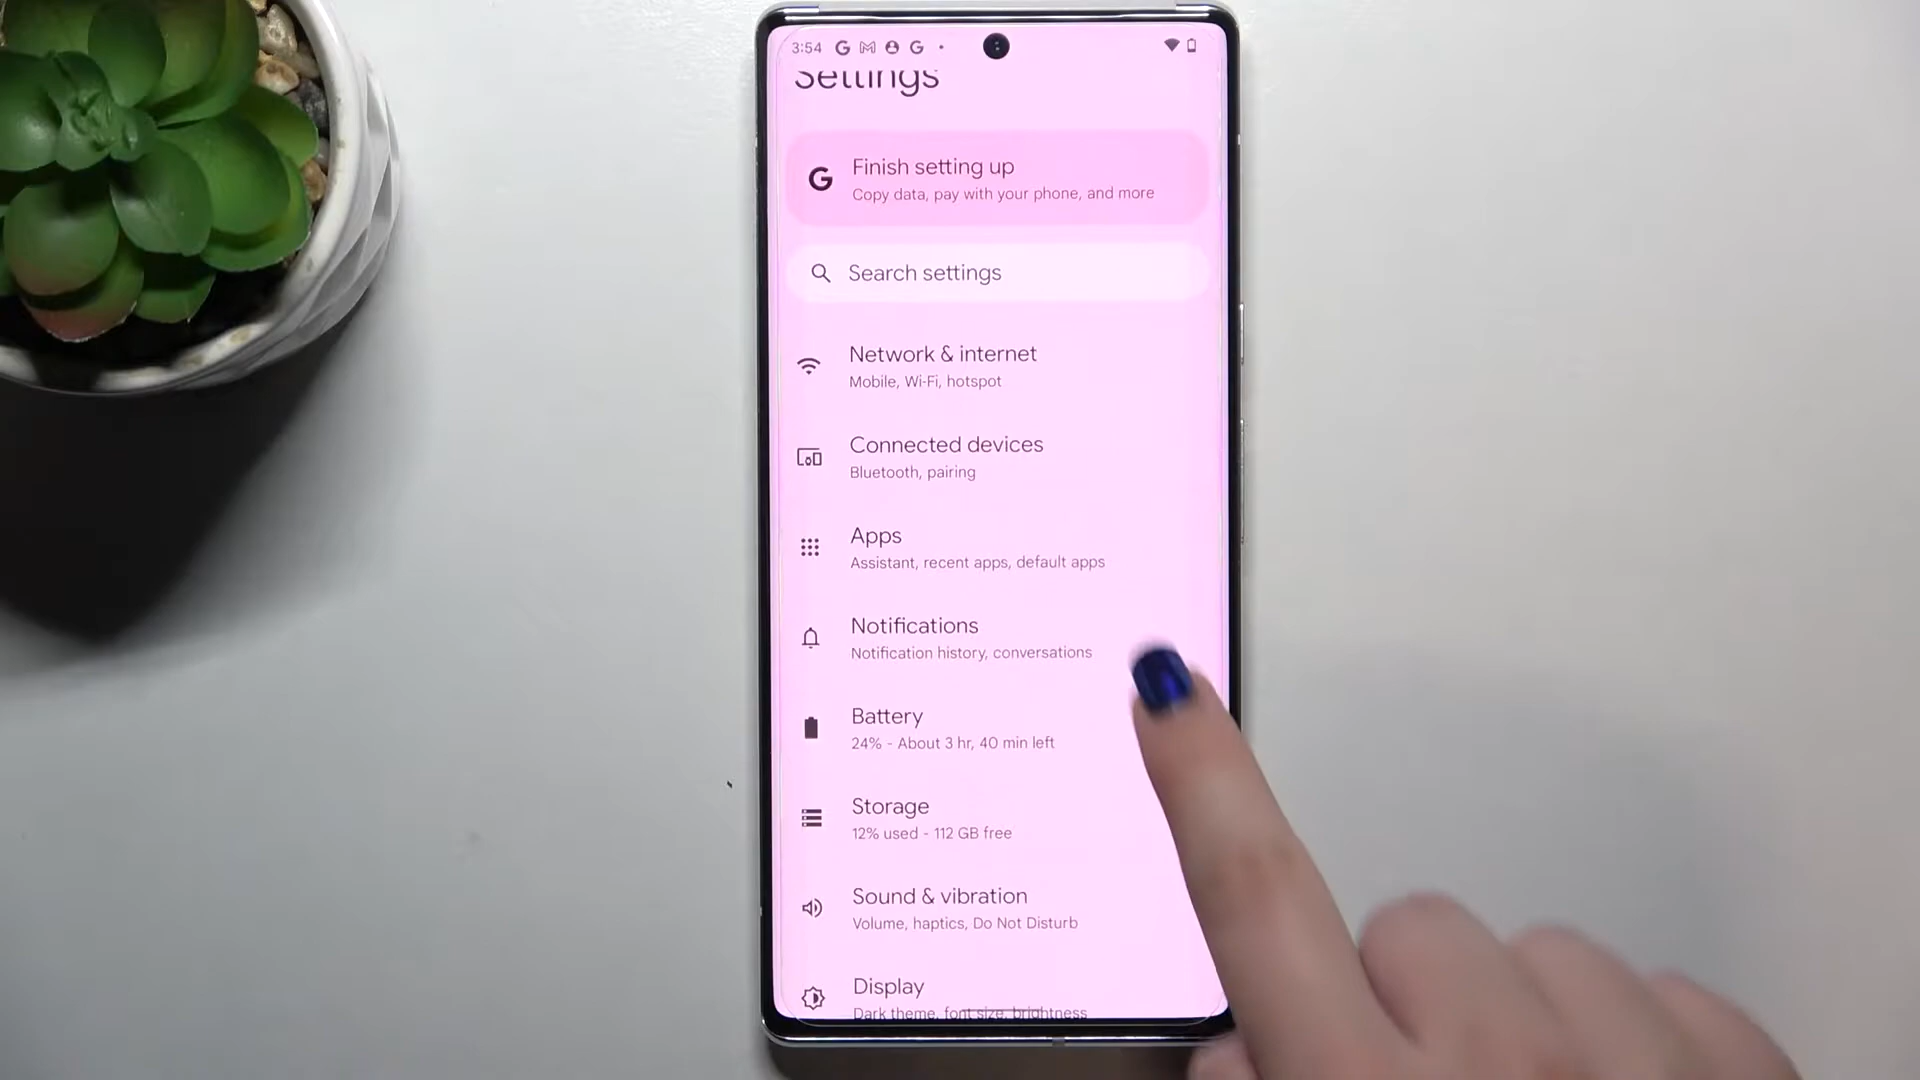 3:54
Settings
Finish setting up
Copy data, pay with your phone, and more
Search settings
Network & internet
Mobile, Wi-Fi, hotspot
Connected devices
Bluetooth, pairing
Apps
Assistant, recent apps, default apps
Notifications
Notification history, conversations
Battery
24% - About 3 hr, 40 min left
Storage
12% used - 112 GB free
Sound & vibration
Volume, haptics, Do Not Disturb
Display
Dark theme, font size, brightness